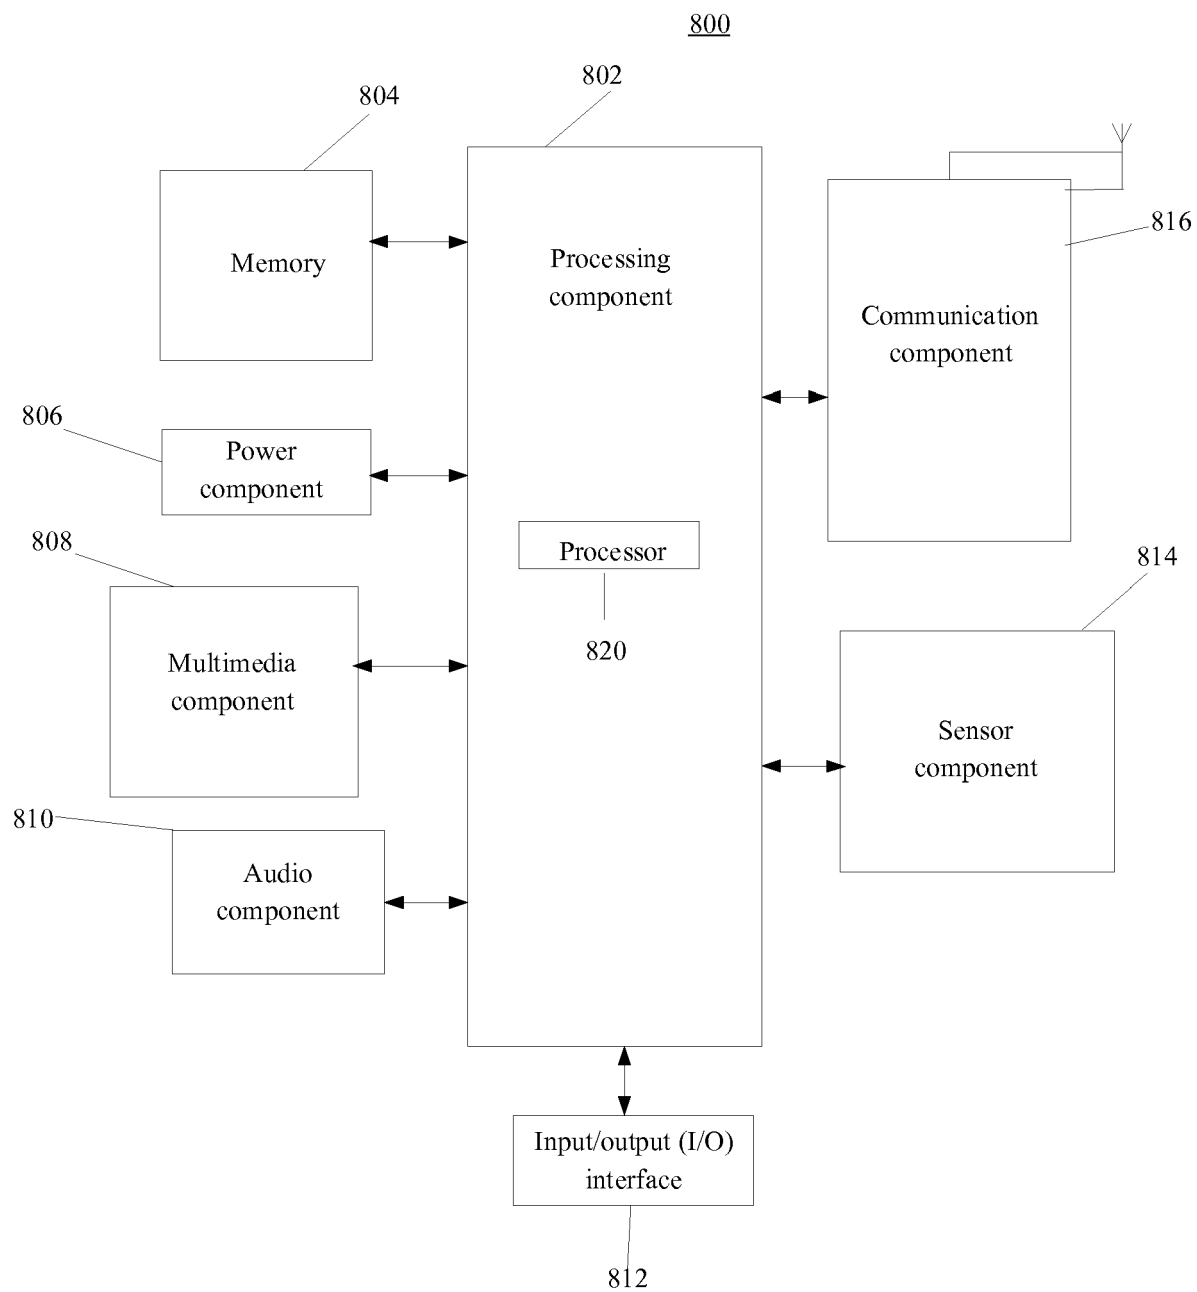 800
802
804
Memory
Processing
component
816
Communication
component
806
Power
component
808
Processor
820
814
Multimedia
component
Sensor
component
810
Audio
component
Input/output (I/O)
interface
812